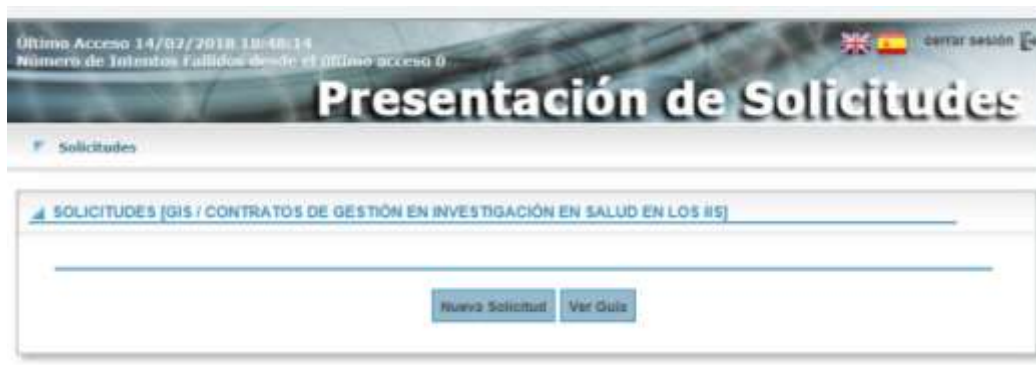 Último Acceso 14/02/2018 18:48:14
Número de Intentos Fallidos desde el último acceso 0
cerrar sesión
Presentación de Solicitudes
Solicitudes
SOLICITUDES [GIS / CONTRATOS DE GESTIÓN EN INVESTIGACIÓN EN SALUD EN LOS IIS]
Nueva Solicitud Ver Guía